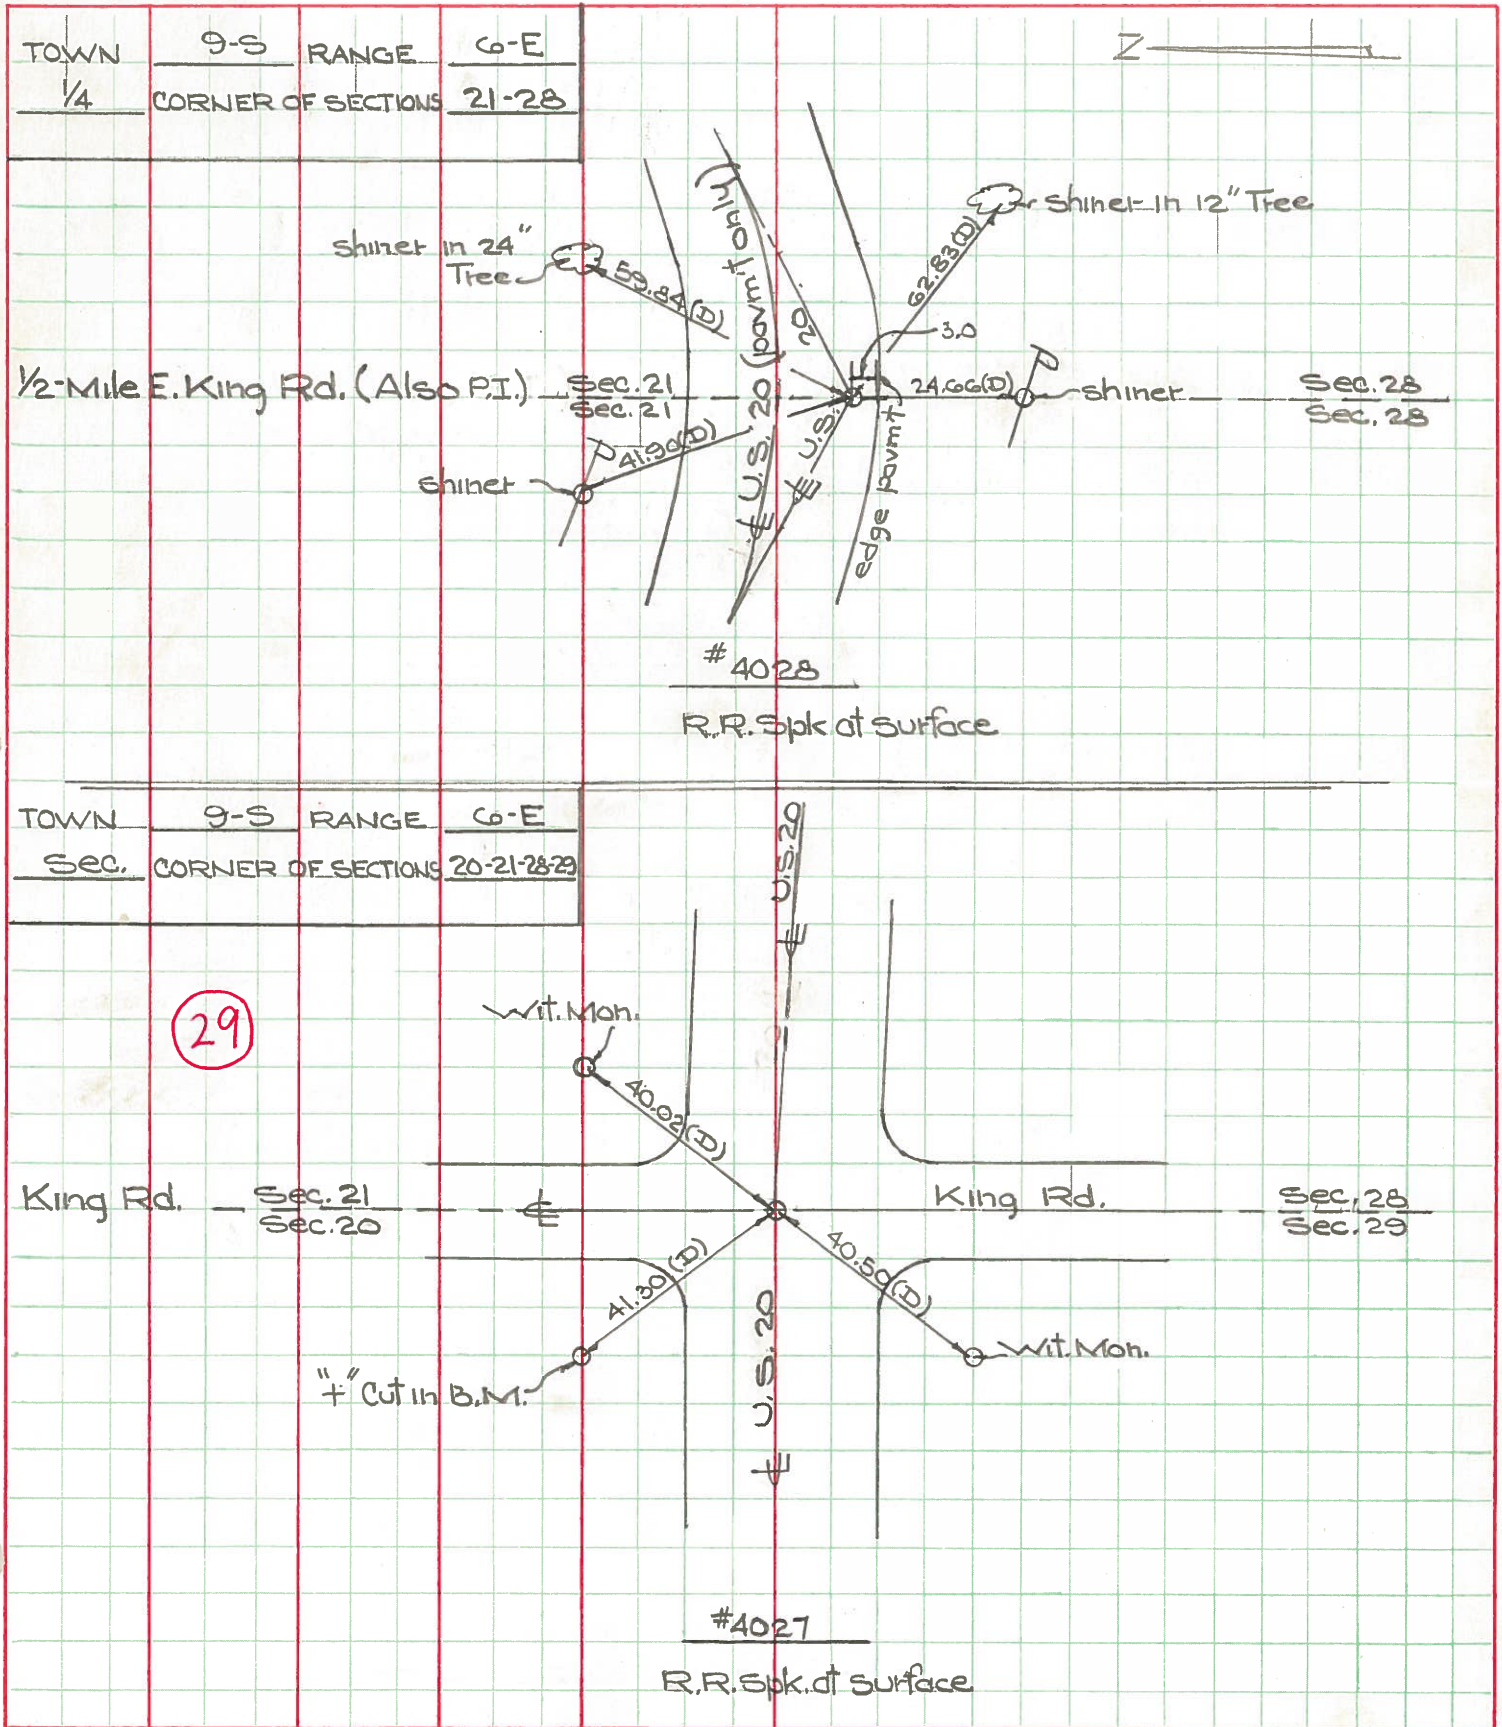 TOWN 9-S RANGE 6-E
1/4 CORNER OF SECTIONS 21-28
Z
shiner in 24"
Tree
59.84(D)
℄ U.S. 20 (pavm't only)
℄ U.S. 20
62.83(D)
shiner in 12" Tree
3.0
1/2-Mile E. King Rd. (Also P.I.)
Sec. 21
Sec. 21
24.66(D)
shiner
Sec. 28
Sec. 28
P
P
41.90(D)
shiner
edge pavmt
#4028
R.R. Spk at surface
TOWN 9-S RANGE 6-E
Sec. CORNER OF SECTIONS 20-21-28-29
℄ U.S. 20
29
Wit. Mon.
40.02(D)
King Rd.
Sec. 21
Sec. 20
℄
King Rd.
Sec. 28
Sec. 29
41.30(D)
40.50(D)
"+" Cut in B.M.
Wit. Mon.
℄ U.S. 20
#4027
R.R. Spk. at surface